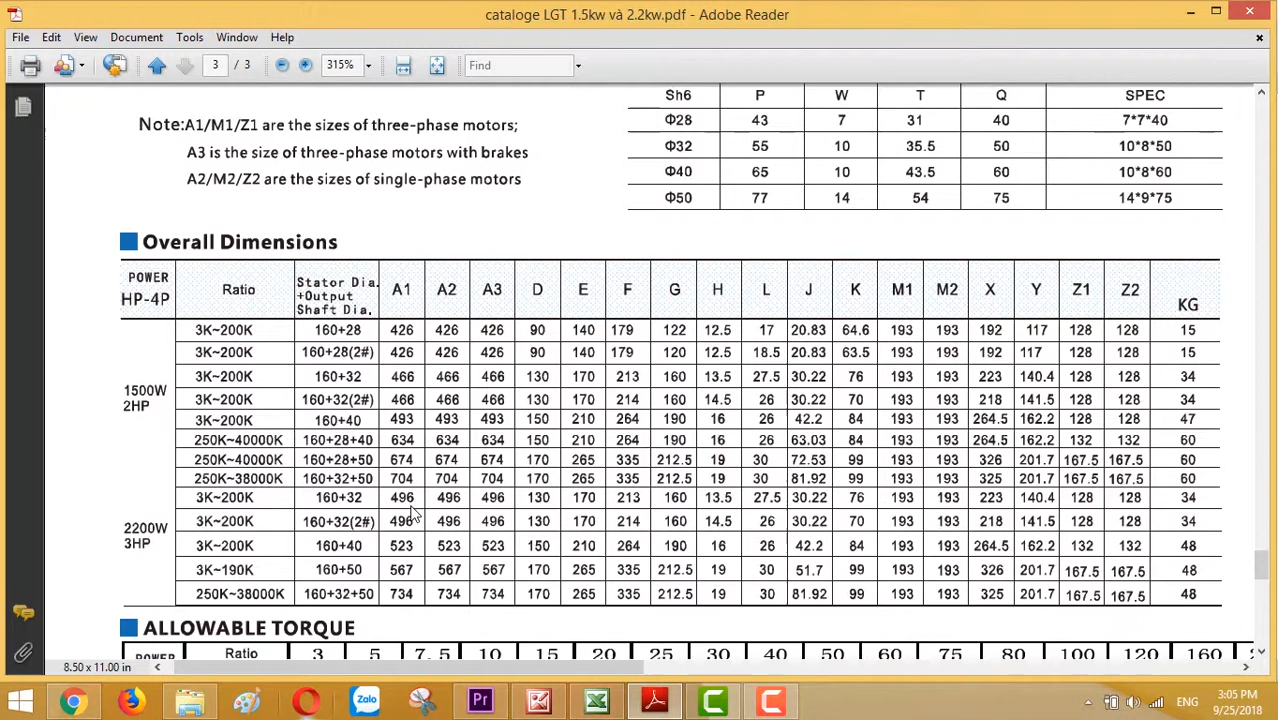 cataloge LGT 1.5kw và 2.2kw.pdf - Adobe Reader
File Edit View Document Tools Window Help
3 / 3 315% Find
Sh6 P W T Q SPEC
Φ28 43 7 31 40 7*7*40
Φ32 55 10 35.5 50 10*8*50
Φ40 65 10 43.5 60 10*8*60
Φ50 77 14 54 75 14*9*75
Note:A1/M1/Z1 are the sizes of three-phase motors;
A3 is the size of three-phase motors with brakes
A2/M2/Z2 are the sizes of single-phase motors
Overall Dimensions
POWER HP-4P Ratio Stator Dia. +Output Shaft Dia. A1 A2 A3 D E F G H L J K M1 M2 X Y Z1 Z2 KG
1500W 2HP
3K~200K 160+28 426 426 426 90 140 179 122 12.5 17 20.83 64.6 193 193 192 117 128 128 15
3K~200K 160+28(2#) 426 426 426 90 140 179 120 12.5 18.5 20.83 63.5 193 193 192 117 128 128 15
3K~200K 160+32 466 466 466 130 170 213 160 13.5 27.5 30.22 76 193 193 223 140.4 128 128 34
3K~200K 160+32(2#) 466 466 466 130 170 214 160 14.5 26 30.22 70 193 193 218 141.5 128 128 34
3K~200K 160+40 493 493 493 150 210 264 190 16 26 42.2 84 193 193 264.5 162.2 128 128 47
250K~40000K 160+28+40 634 634 634 150 210 264 190 16 26 63.03 84 193 193 264.5 162.2 132 132 60
250K~40000K 160+28+50 674 674 674 170 265 335 212.5 19 30 72.53 99 193 193 326 201.7 167.5 167.5 60
250K~38000K 160+32+50 704 704 704 170 265 335 212.5 19 30 81.92 99 193 193 325 201.7 167.5 167.5 60
2200W 3HP
3K~200K 160+32 496 496 496 130 170 213 160 13.5 27.5 30.22 76 193 193 223 140.4 128 128 34
3K~200K 160+32(2#) 496 496 496 130 170 214 160 14.5 26 30.22 70 193 193 218 141.5 128 128 34
3K~200K 160+40 523 523 523 150 210 264 190 16 26 42.2 84 193 193 264.5 162.2 132 132 48
3K~190K 160+50 567 567 567 170 265 335 212.5 19 30 51.7 99 193 193 326 201.7 167.5 167.5 48
250K~38000K 160+32+50 734 734 734 170 265 335 212.5 19 30 81.92 99 193 193 325 201.7 167.5 167.5 48
ALLOWABLE TORQUE
POWER Ratio 3 5 7.5 10 15 20 25 30 40 50 60 75 80 100 120 160
8.50 x 11.00 in
Zalo Pr ENG 3:05 PM
9/25/2018